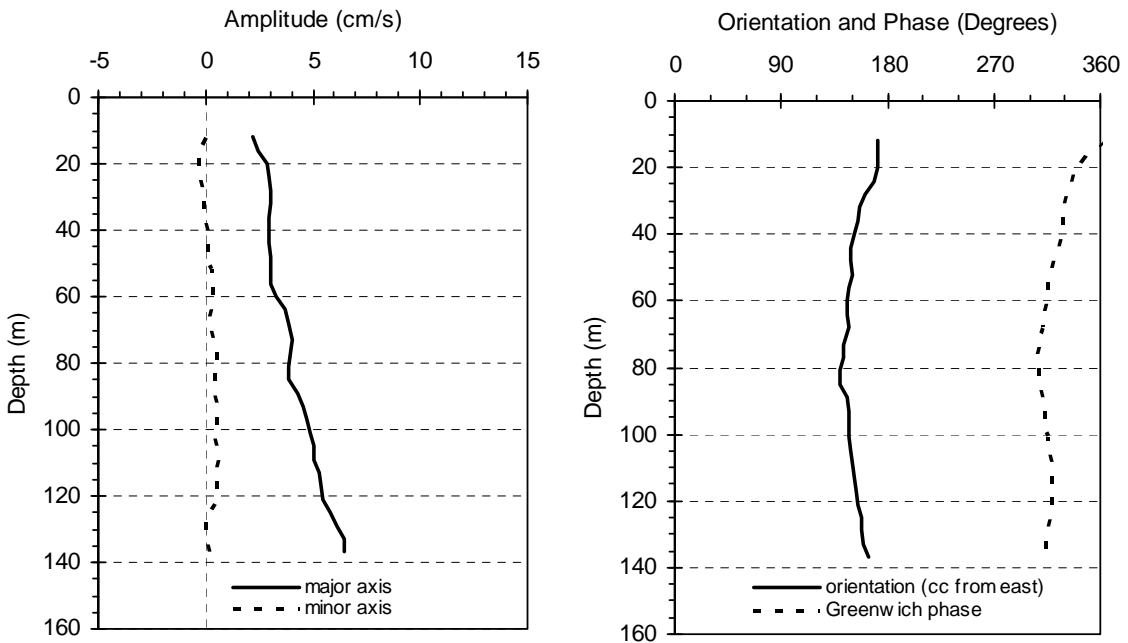 Amplitude (cm/s)
-5 0 5 10 15
0
20
40
60
80
100
120
140
160
Depth (m)
major axis
minor axis
Orientation and Phase (Degrees)
0 90 180 270 360
0
20
40
60
80
100
120
140
160
Depth (m)
orientation (cc from east)
Greenwich phase